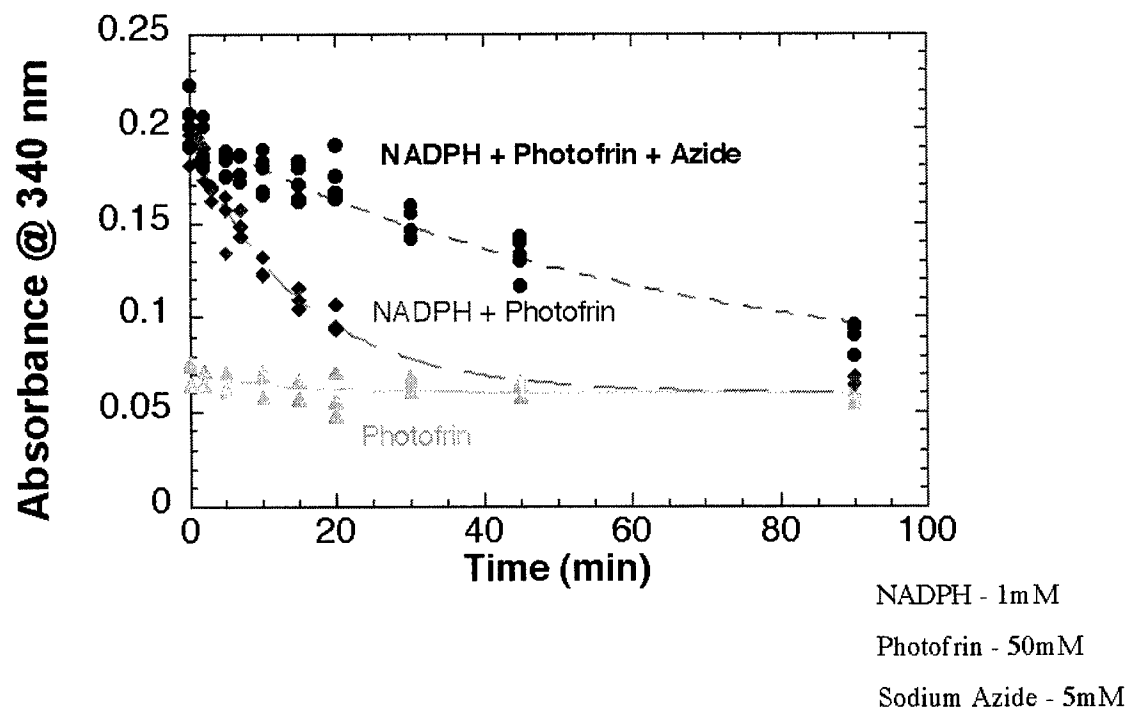 0.25
0.2
NADPH + Photofrin + Azide
0.15
Absorbance @ 340 nm
0.1
NADPH + Photofrin
0.05
Photofrin
0
0 20 40 60 80 100
Time (min)
NADPH - 1mM
Photofrin - 50mM
Sodium Azide - 5mM